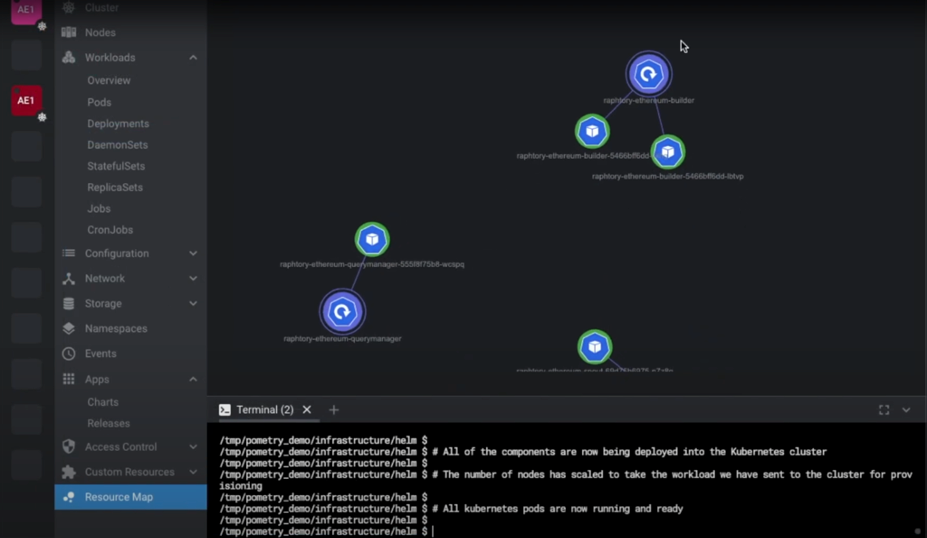 AE1
AE1
Cluster
Nodes
Workloads
Overview
Pods
Deployments
DaemonSets
StatefulSets
ReplicaSets
Jobs
CronJobs
Configuration
Network
Storage
Namespaces
Events
Apps
Charts
Releases
Access Control
Custom Resources
Resource Map
raphtory-ethereum-builder
raphtory-ethereum-builder-5466bff6dd-
raphtory-ethereum-builder-5466bff6dd-lbtvp
raphtory-ethereum-querymanager-555f8f75b8-wcspq
raphtory-ethereum-querymanager
Terminal (2)
/tmp/pometry_demo/infrastructure/helm $
/tmp/pometry_demo/infrastructure/helm $ # All of the components are now being deployed into the Kubernetes cluster
/tmp/pometry_demo/infrastructure/helm $
/tmp/pometry_demo/infrastructure/helm $ # The number of nodes has scaled to take the workload we have sent to the cluster for prov
isioning
/tmp/pometry_demo/infrastructure/helm $
/tmp/pometry_demo/infrastructure/helm $ # All kubernetes pods are now running and ready
/tmp/pometry_demo/infrastructure/helm $
/tmp/pometry_demo/infrastructure/helm $